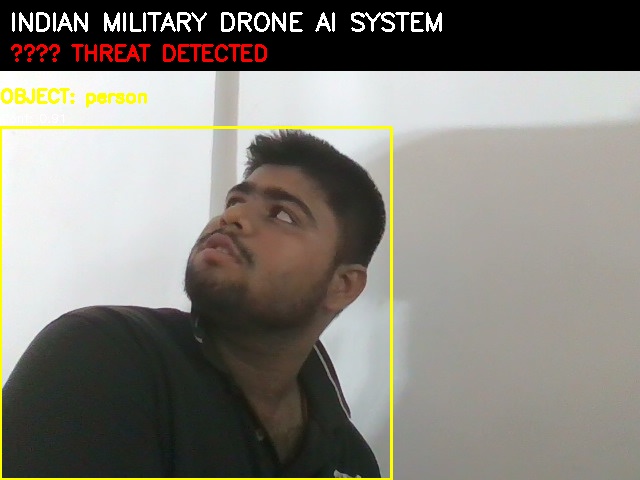 INDIAN MILITARY DRONE AI SYSTEM
???? THREAT DETECTED
OBJECT: person